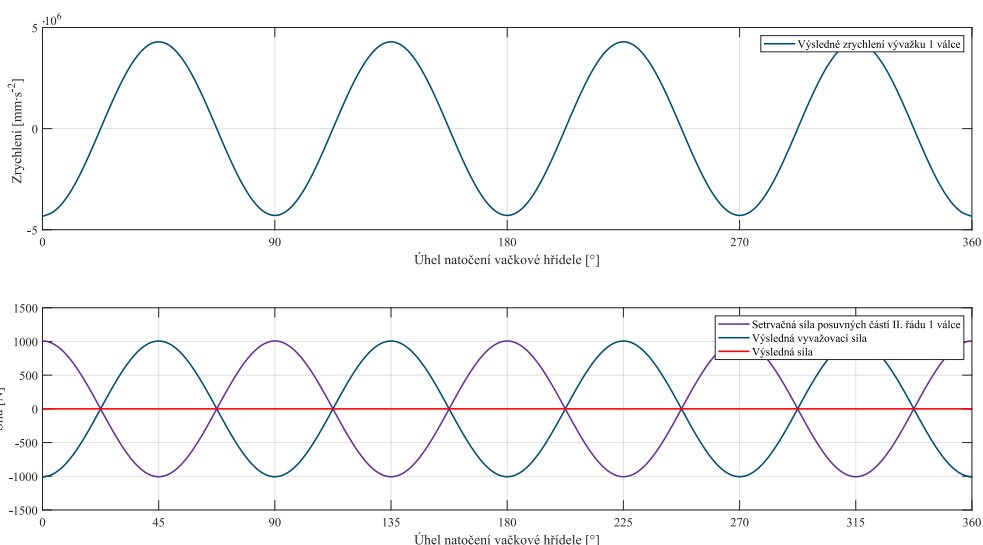 ·10⁶
5
0
-5
Zrychlení [mm·s⁻²]
Výsledné zrychlení vývažku 1 válce
0 90 180 270 360
Úhel natočení vačkové hřídele [°]
1500
1000
500
0
-500
-1000
-1500
Setrvačná síla posuvných částí II. řádu 1 válce
Výsledná vyvažovací síla
Výsledná síla
0 45 90 135 180 225 270 315 360
Úhel natočení vačkové hřídele [°]